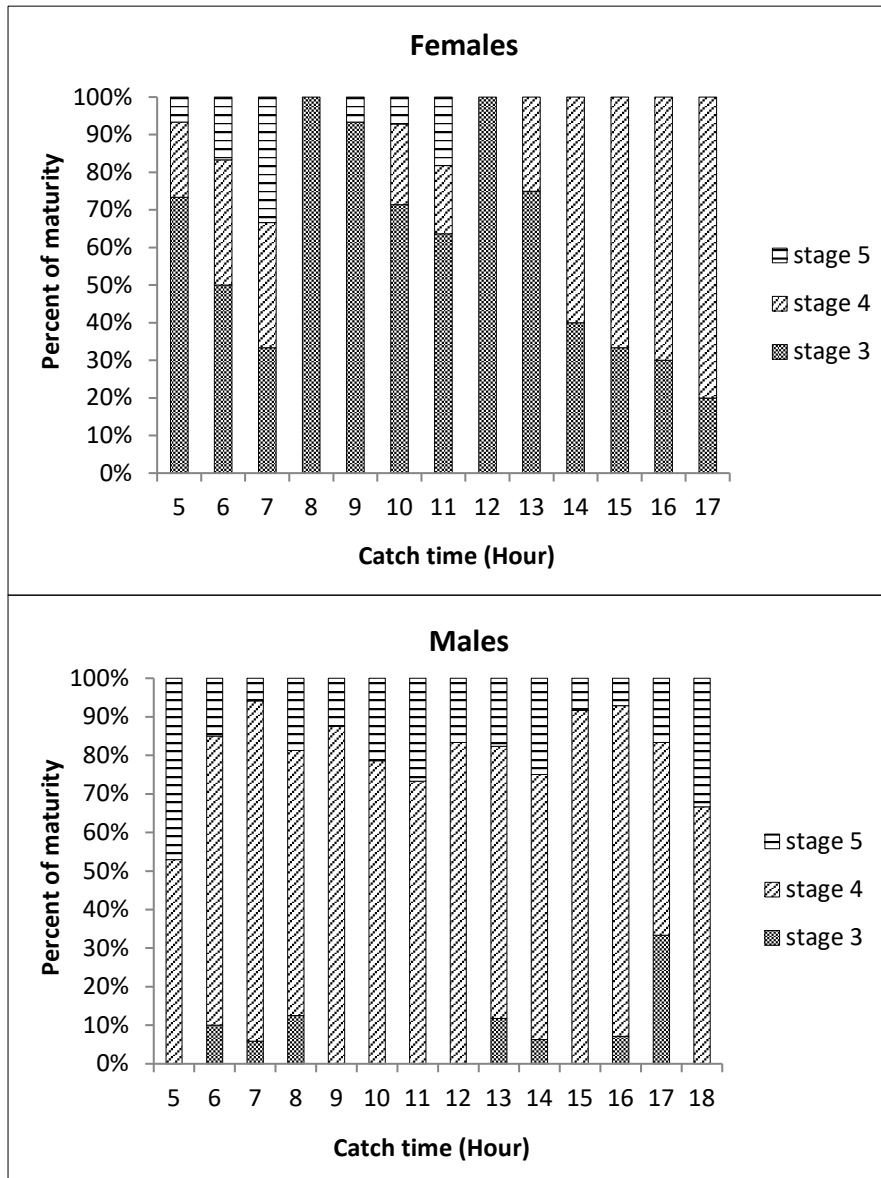 Females
100%
90%
80%
70%
60%
50%
40%
30%
20%
10%
0%
Percent of maturity
stage 5
stage 4
stage 3
5 6 7 8 9 10 11 12 13 14 15 16 17
Catch time (Hour)
Males
100%
90%
80%
70%
60%
50%
40%
30%
20%
10%
0%
Percent of maturity
stage 5
stage 4
stage 3
5 6 7 8 9 10 11 12 13 14 15 16 17 18
Catch time (Hour)